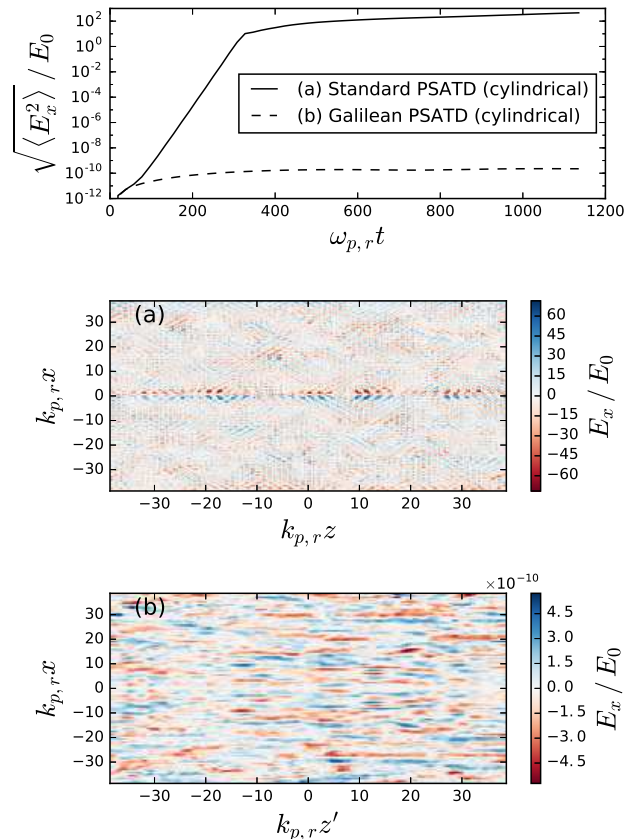 10^2
10^0
10^-2
10^-4
10^-6
10^-8
10^-10
10^-12
√⟨E_x^2⟩ / E_0
(a) Standard PSATD (cylindrical)
(b) Galilean PSATD (cylindrical)
0 200 400 600 800 1000 1200
ω_{p,r}t
(a)
30
20
10
0
−10
−20
−30
k_{p,r}x
−30 −20 −10 0 10 20 30
k_{p,r}z
60
45
30
15
0
−15
−30
−45
−60
E_x / E_0
×10^-10
(b)
30
20
10
0
−10
−20
−30
k_{p,r}x
−30 −20 −10 0 10 20 30
k_{p,r}z′
4.5
3.0
1.5
0.0
−1.5
−3.0
−4.5
E_x / E_0